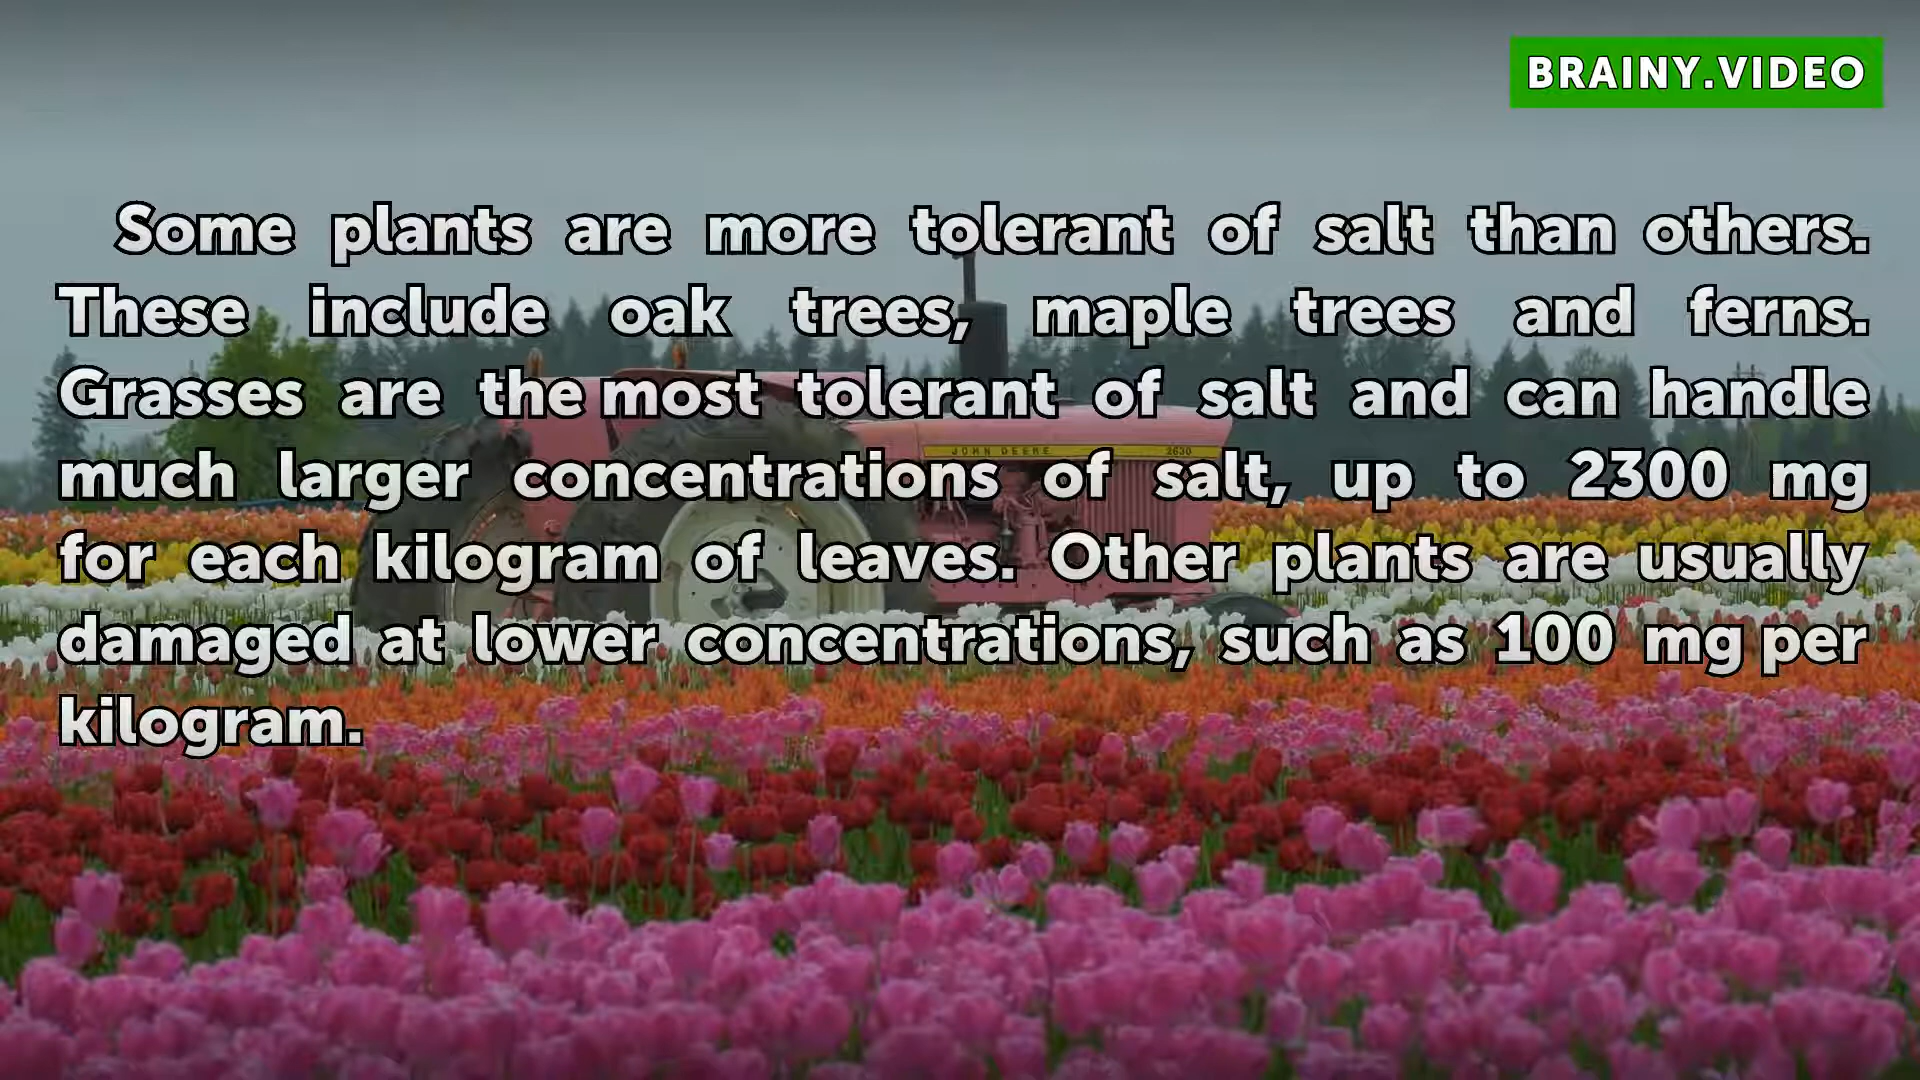 BRAINY.VIDEO
Some plants are more tolerant of salt than others.
These include oak trees, maple trees and ferns.
Grasses are the most tolerant of salt and can handle
much larger concentrations of salt, up to 2300 mg
for each kilogram of leaves. Other plants are usually
damaged at lower concentrations, such as 100 mg per
kilogram.
JOHN DEERE 2630